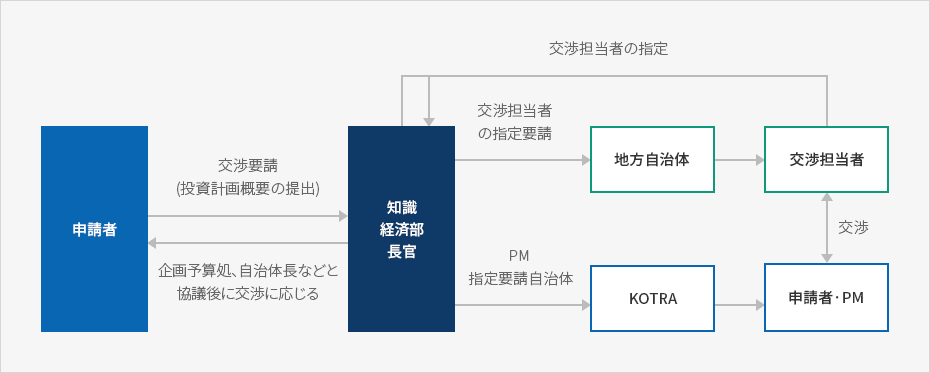 交渉担当者の指定
交渉担当者
の指定要請
地方自治体
交渉担当者
交渉要請
(投資計画概要の提出)
申請者
知識
経済部
長官
交渉
企画予算処、自治体長などと
協議後に交渉に応じる
PM
指定要請自治体
KOTRA
申請者·PM